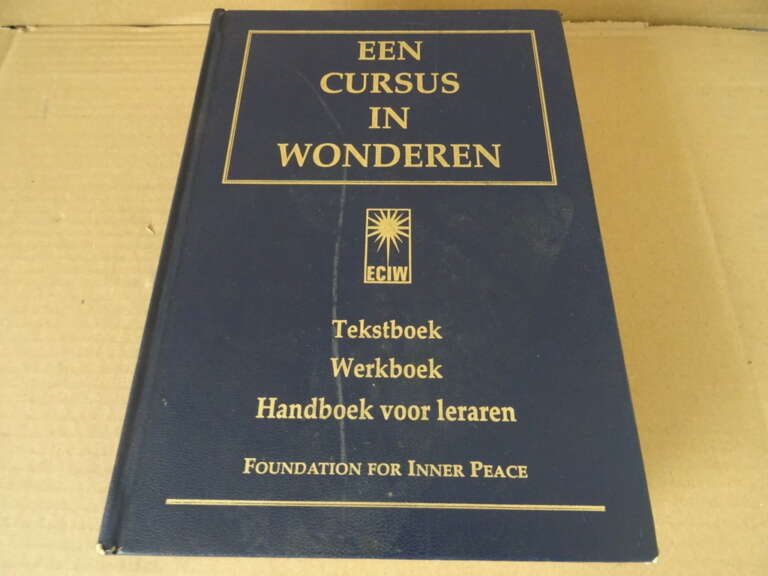 EEN
CURSUS
IN
WONDEREN
ECIW
Tekstboek
Werkboek
Handboek voor leraren
FOUNDATION FOR INNER PEACE